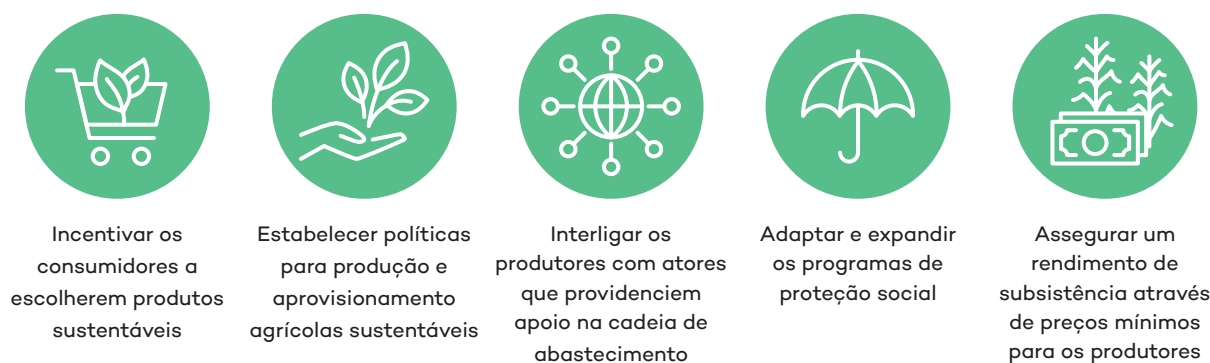 Incentivar os
consumidores a
escolherem produtos
sustentáveis
Estabelecer políticas
para produção e
aprovisionamento
agrícolas sustentáveis
Interligar os
produtores com atores
que providenciem
apoio na cadeia de
abastecimento
Adaptar e expandir
os programas de
proteção social
Assegurar um
rendimento de
subsistência através
de preços mínimos
para os produtores